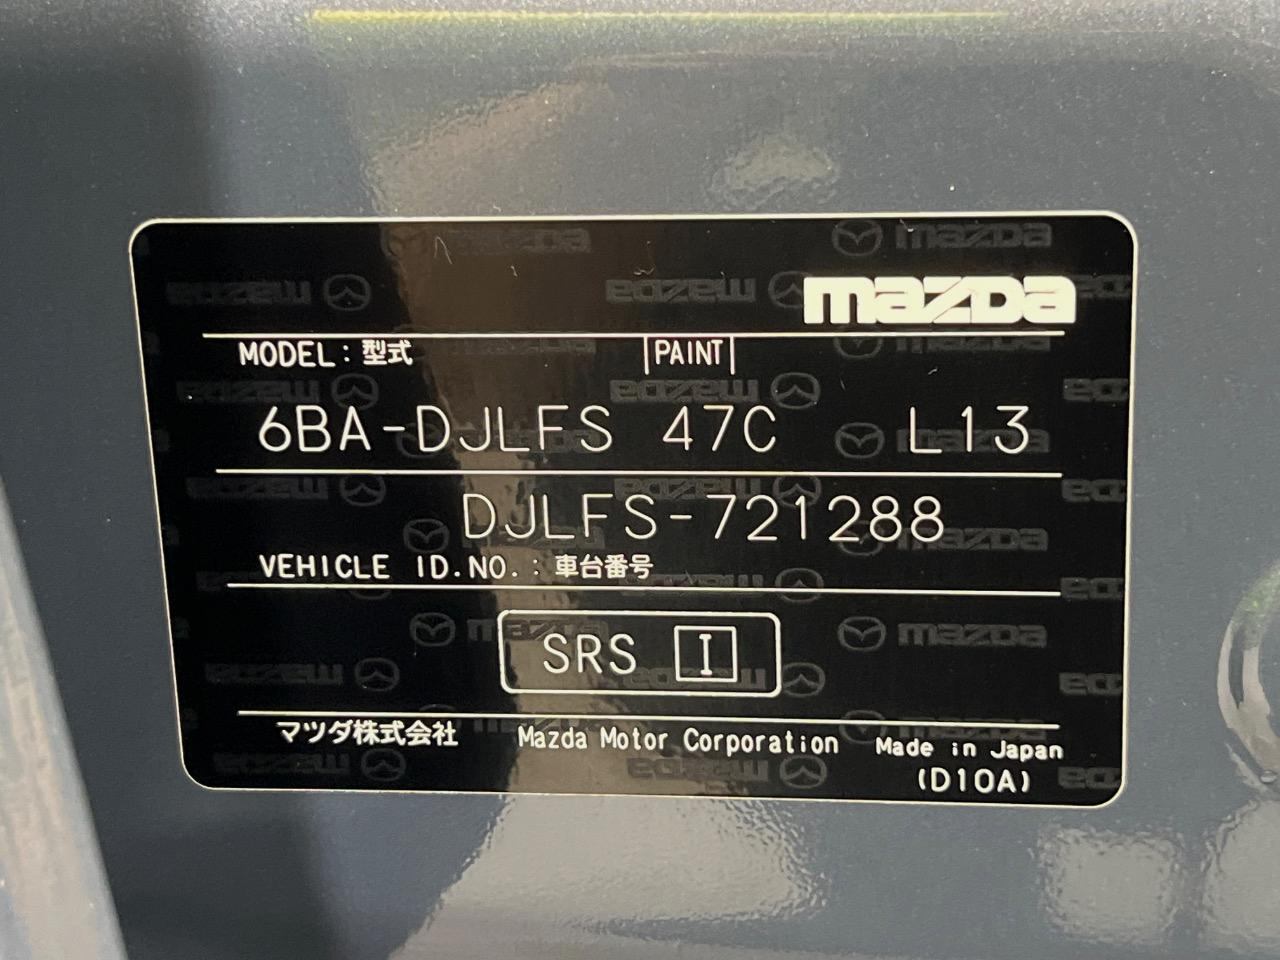 mazda
MODEL : 型式 PAINT
6BA-DJLFS 47C L13
DJLFS-721288
VEHICLE ID.NO. : 車台番号
SRS I
マツダ株式会社 Mazda Motor Corporation Made in Japan
(D10A)